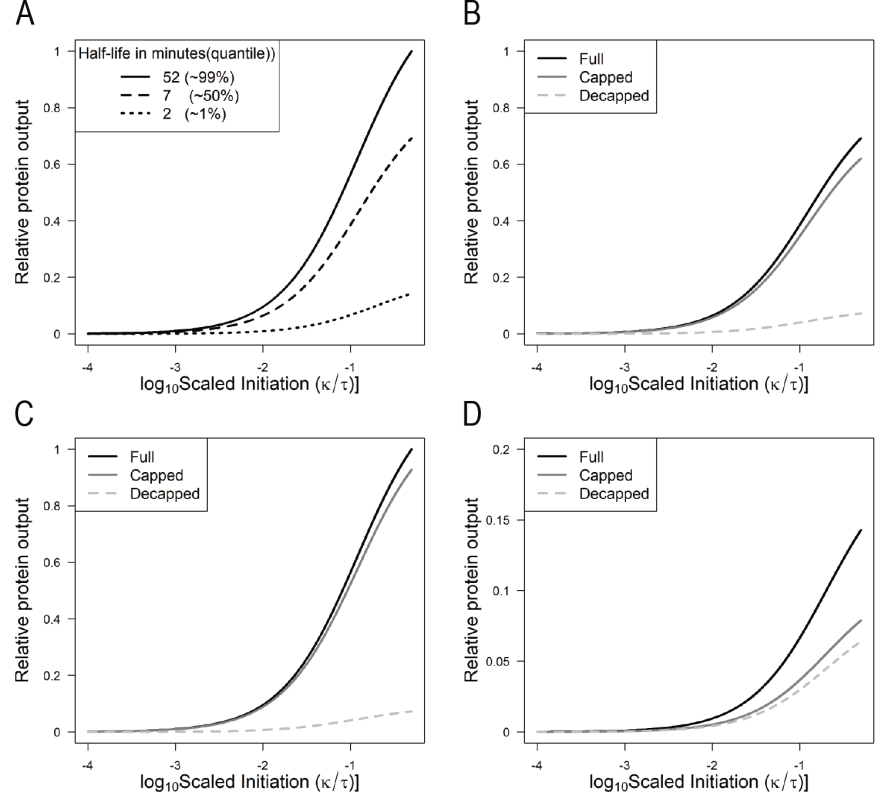 A
Relative protein output
1
0.8
0.6
0.4
0.2
0
Half-life in minutes(quantile))
52 (~99%)
7 (~50%)
2 (~1%)
-4 -3 -2 -1
log10Scaled Initiation (κ/τ)]
B
Relative protein output
1
0.8
0.6
0.4
0.2
0
Full
Capped
Decapped
-4 -3 -2 -1
log10Scaled Initiation (κ/τ)]
C
Relative protein output
1
0.8
0.6
0.4
0.2
0
Full
Capped
Decapped
-4 -3 -2 -1
log10Scaled Initiation (κ/τ)]
D
Relative protein output
0.2
0.15
0.1
0.05
0
Full
Capped
Decapped
-4 -3 -2 -1
log10Scaled Initiation (κ/τ)]